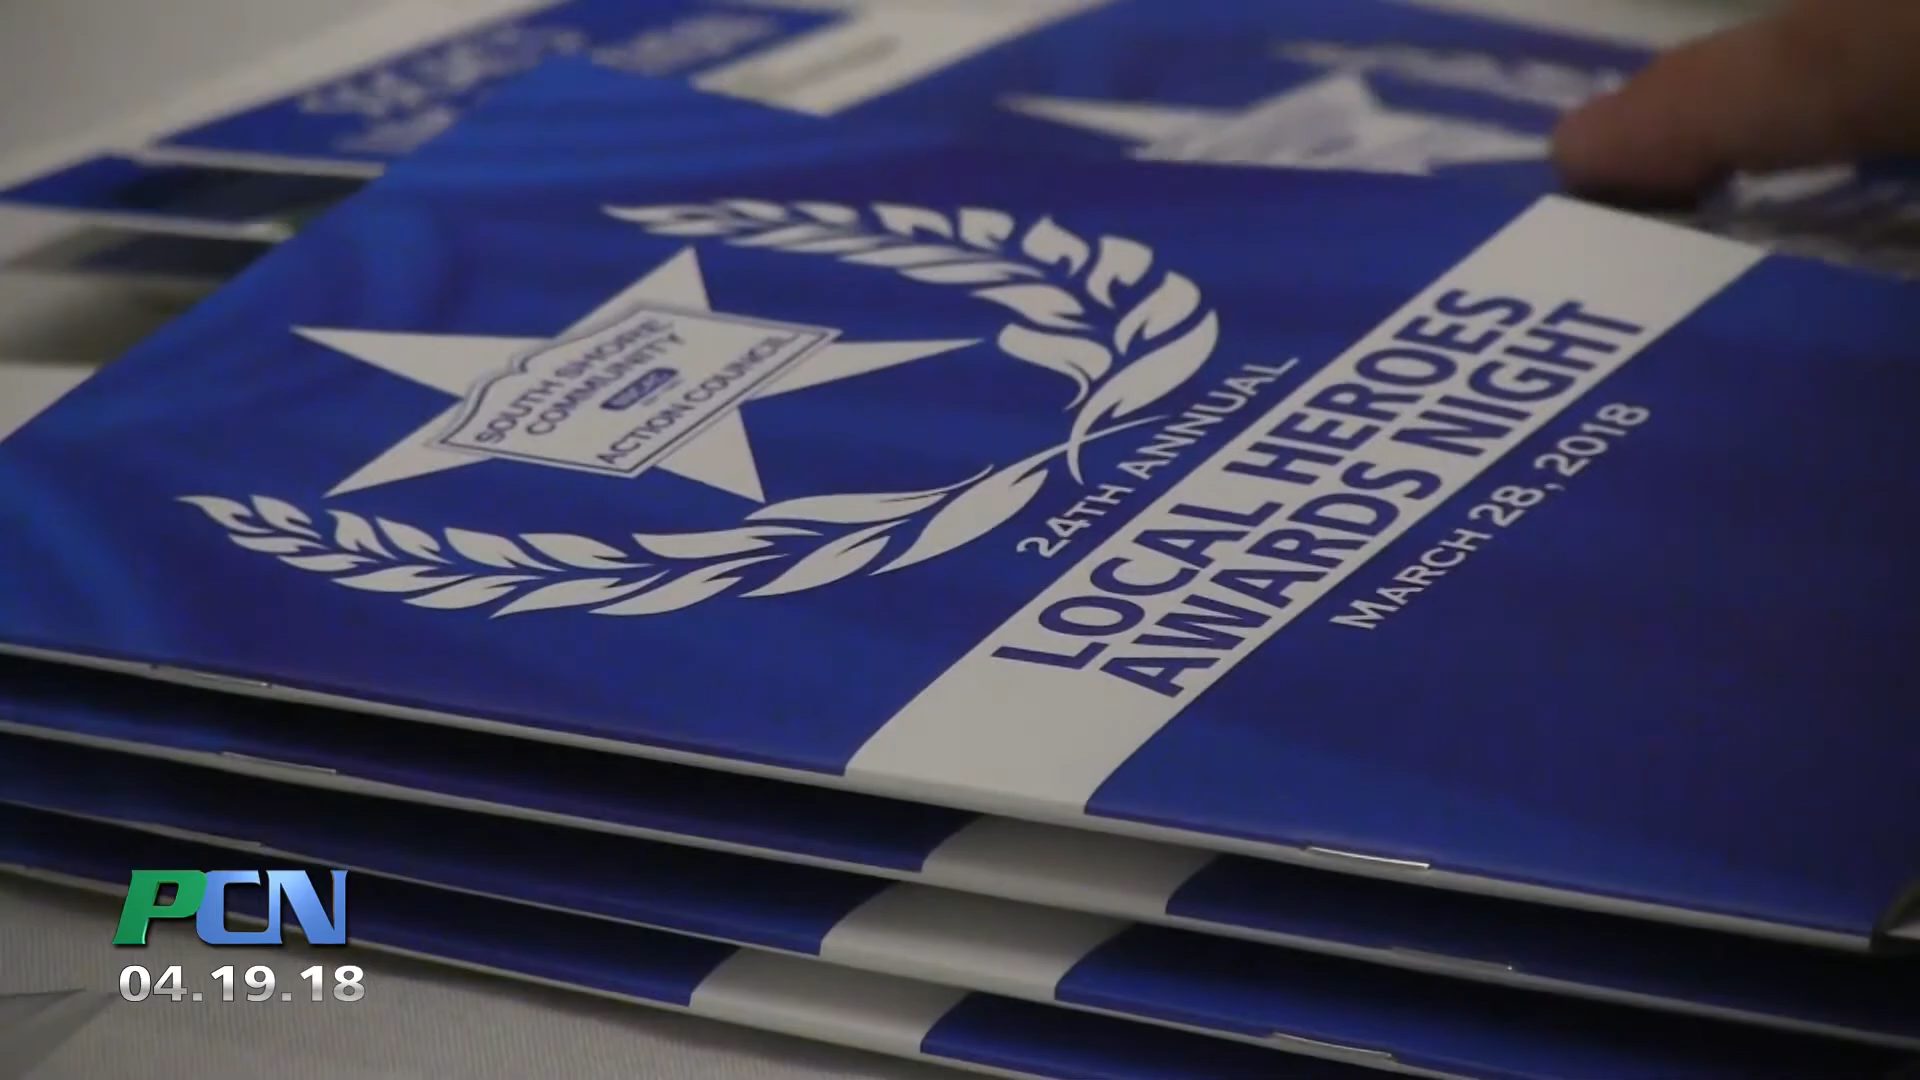 SOUTH SHORE
COMMUNITY
ACTION COUNCIL
24TH ANNUAL
LOCAL HEROES
AWARDS NIGHT
MARCH 28, 2018
PCN
04.19.18